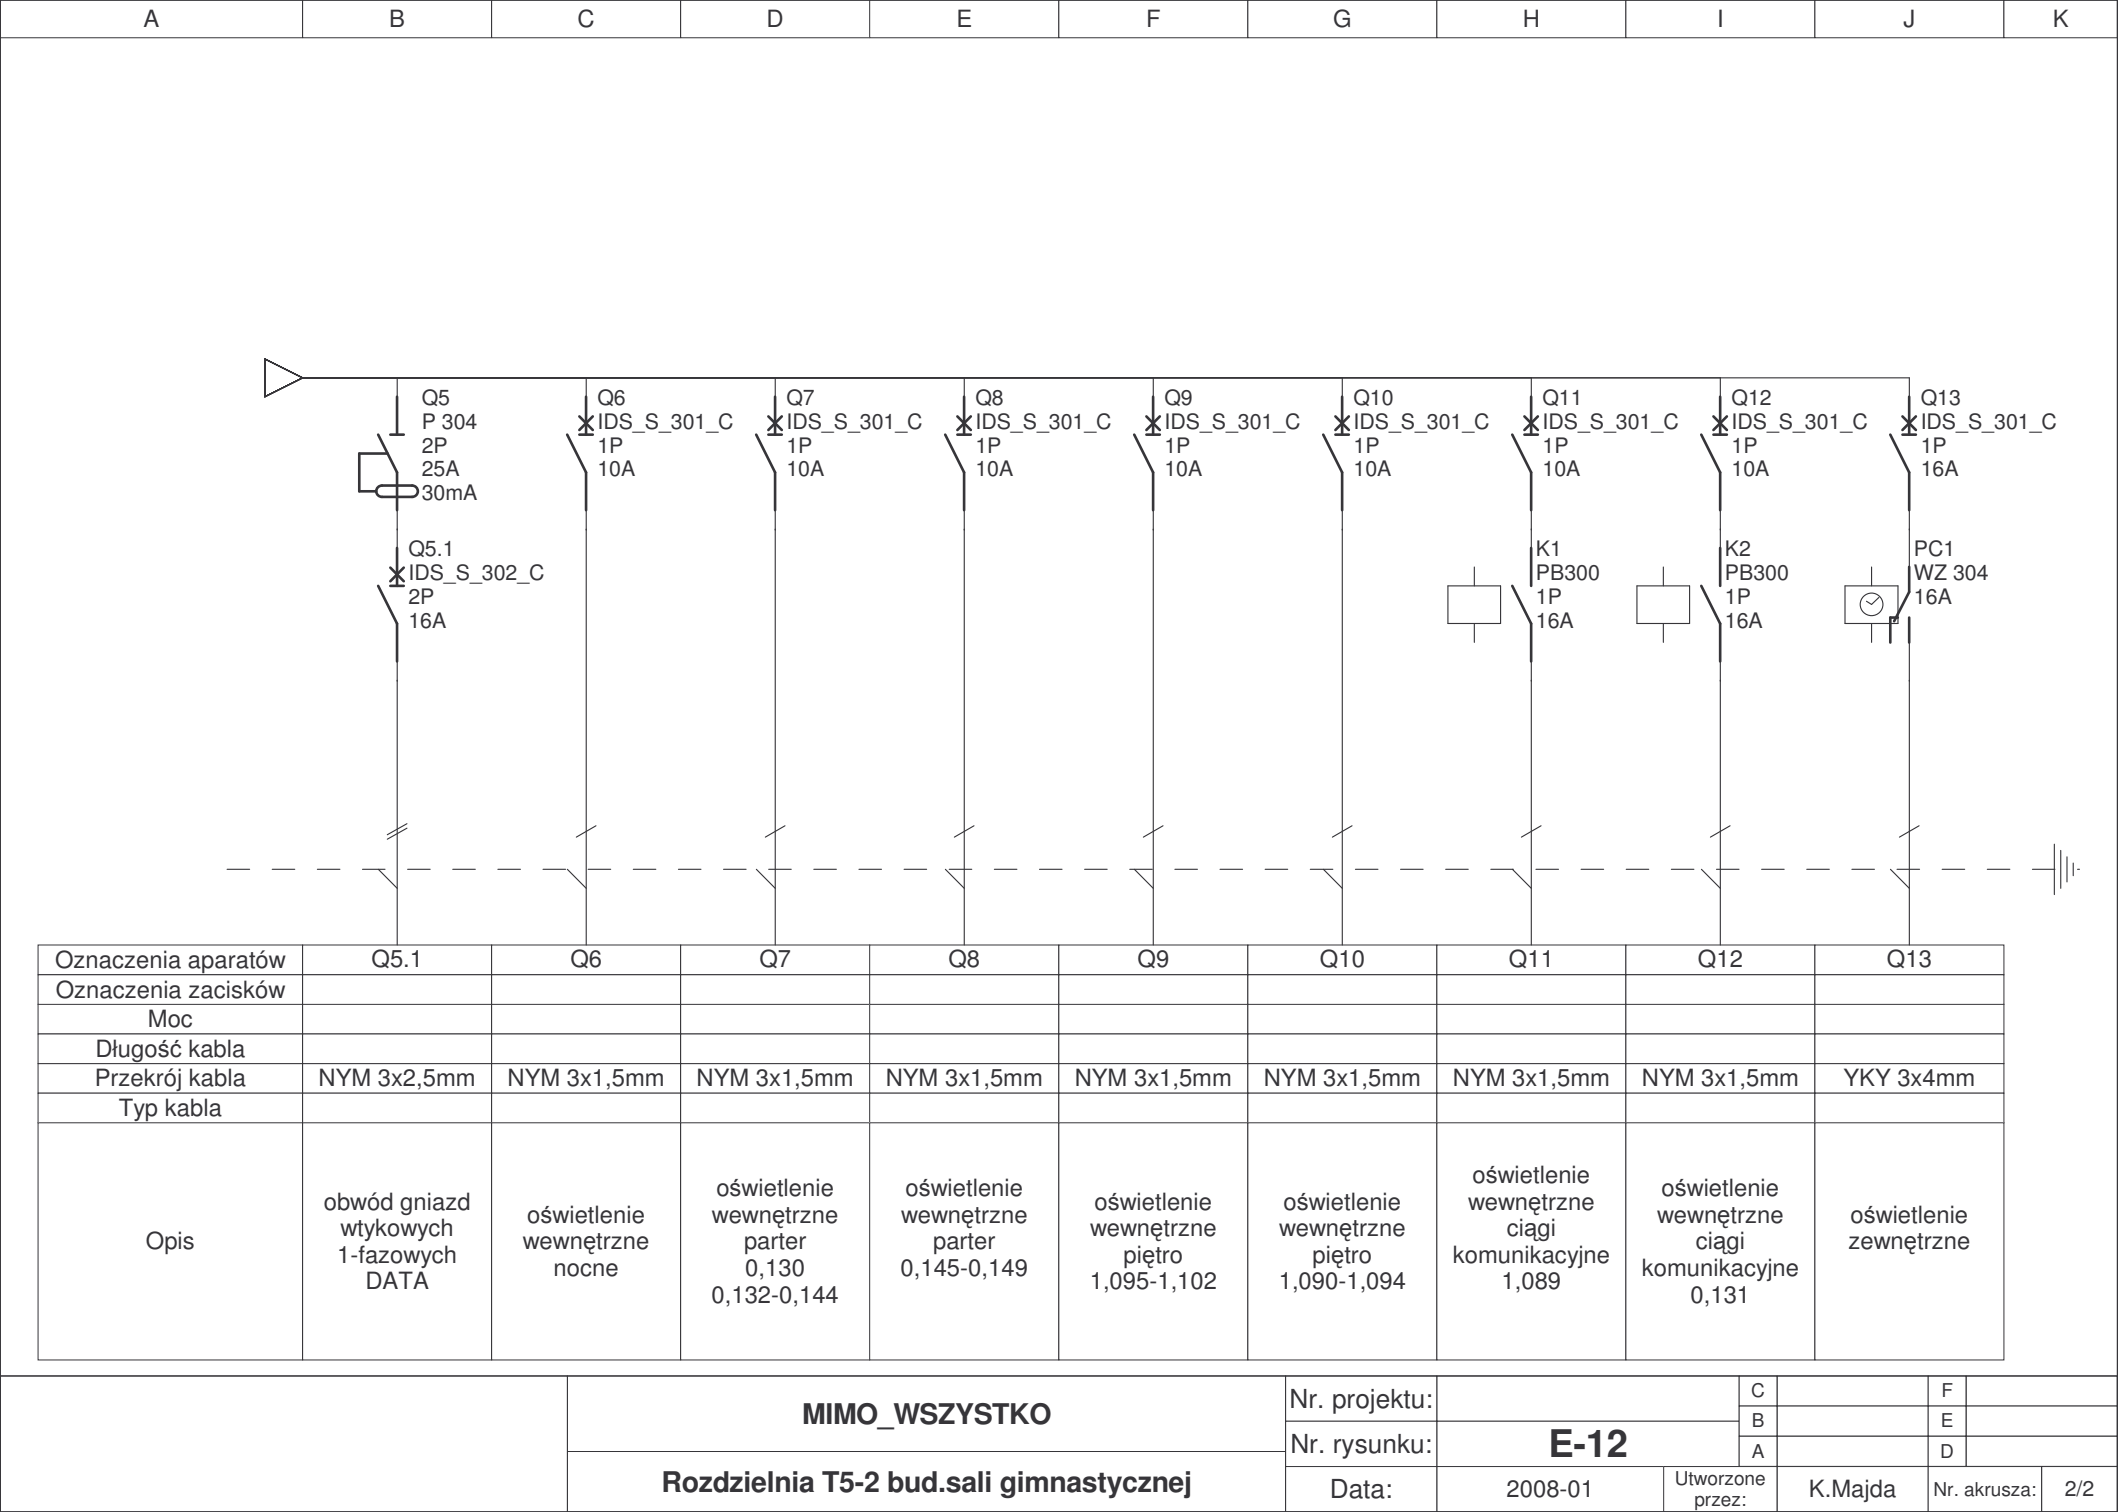 A B C D E F G H I J K
Q5
P 304
2P
25A
30mA
Q6
IDS_S_301_C
1P
10A
Q7
IDS_S_301_C
1P
10A
Q8
IDS_S_301_C
1P
10A
Q9
IDS_S_301_C
1P
10A
Q10
IDS_S_301_C
1P
10A
Q11
IDS_S_301_C
1P
10A
Q12
IDS_S_301_C
1P
10A
Q13
IDS_S_301_C
1P
16A
Q5.1
IDS_S_302_C
2P
16A
K1
PB300
1P
16A
K2
PB300
1P
16A
PC1
WZ 304
16A
Oznaczenia aparatów Q5.1 Q6 Q7 Q8 Q9 Q10 Q11 Q12 Q13
Oznaczenia zacisków
Moc
Długość kabla
Przekrój kabla NYM 3x2,5mm NYM 3x1,5mm NYM 3x1,5mm NYM 3x1,5mm NYM 3x1,5mm NYM 3x1,5mm NYM 3x1,5mm NYM 3x1,5mm YKY 3x4mm
Typ kabla
Opis
obwód gniazd
wtykowych
1-fazowych
DATA
oświetlenie
wewnętrzne
nocne
oświetlenie
wewnętrzne
parter
0,130
0,132-0,144
oświetlenie
wewnętrzne
parter
0,145-0,149
oświetlenie
wewnętrzne
piętro
1,095-1,102
oświetlenie
wewnętrzne
piętro
1,090-1,094
oświetlenie
wewnętrzne
ciągi
komunikacyjne
1,089
oświetlenie
wewnętrzne
ciągi
komunikacyjne
0,131
oświetlenie
zewnętrzne
MIMO_WSZYSTKO
Rozdzielnia T5-2 bud.sali gimnastycznej
Nr. projektu:
Nr. rysunku: E-12
Data: 2008-01
C F
B E
A D
Utworzone
przez:
K.Majda
Nr. akrusza: 2/2